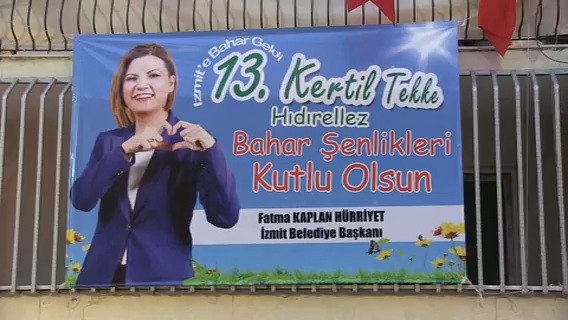 İzmit'e Bahar Geldi
13. Kertil Tekke
Hıdırellez
Bahar Şenlikleri
Kutlu Olsun
Fatma KAPLAN HÜRRİYET
İzmit Belediye Başkanı